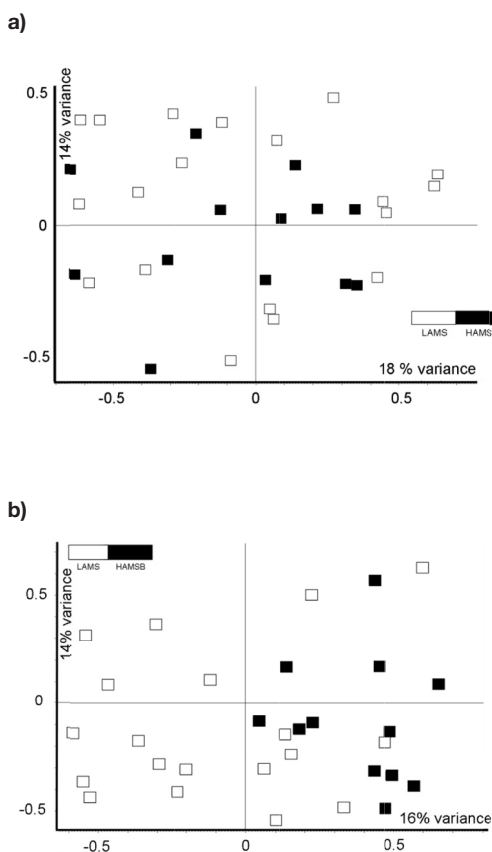 a)
0.5
14% variance
0
-0.5
LAMS HAMS
18 % variance
-0.5 0 0.5
b)
LAMS HAMSB
0.5
14% variance
0
-0.5
16% variance
-0.5 0 0.5